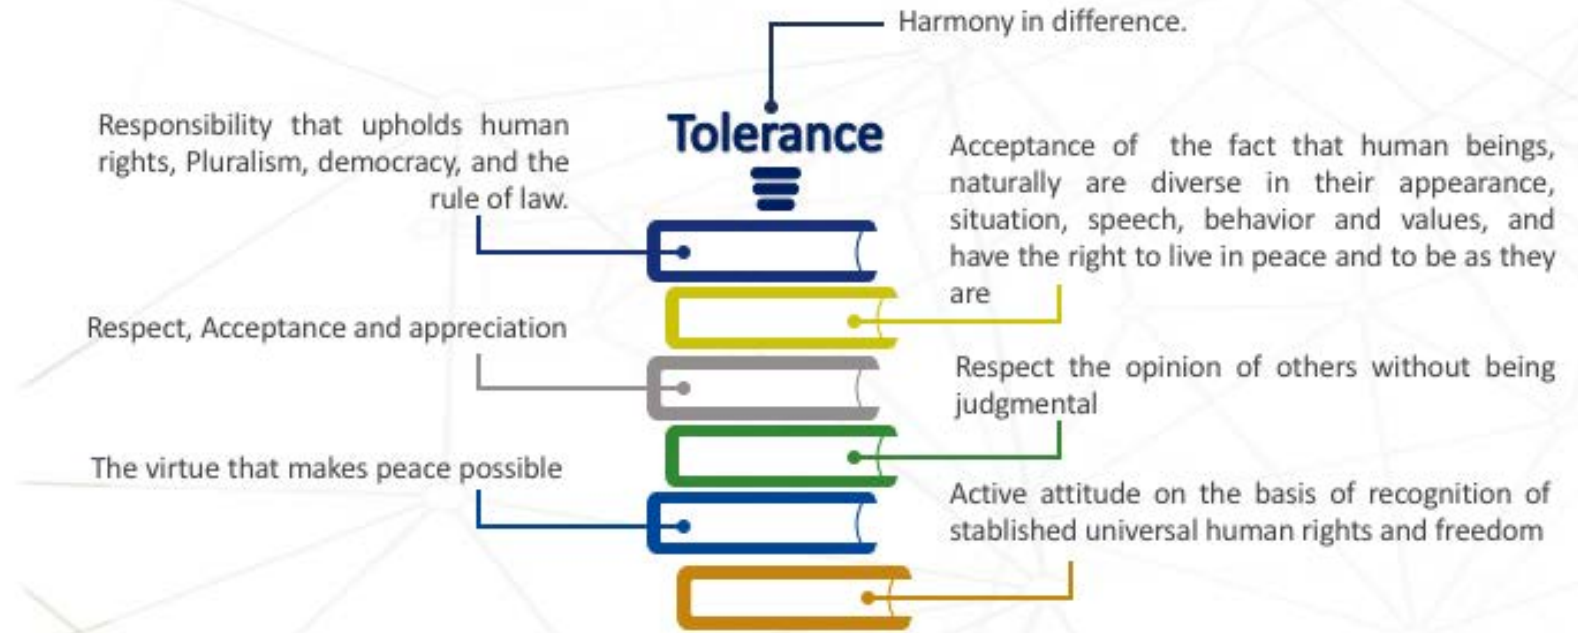 Harmony in difference.
Tolerance
Responsibility that upholds human
rights, Pluralism, democracy, and the
rule of law.
Acceptance of the fact that human beings,
naturally are diverse in their appearance,
situation, speech, behavior and values, and
have the right to live in peace and to be as they
are
Respect, Acceptance and appreciation
Respect the opinion of others without being
judgmental
The virtue that makes peace possible
Active attitude on the basis of recognition of
stablished universal human rights and freedom